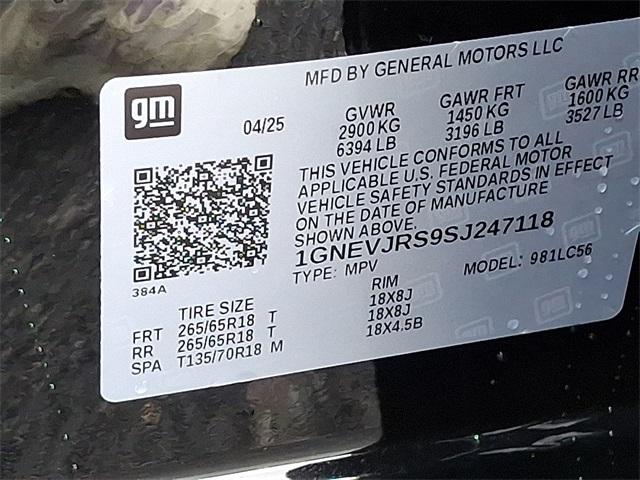 MFD BY GENERAL MOTORS LLC
gm
04/25
GVWR
2900 KG
6394 LB
GAWR FRT
1450 KG
3196 LB
GAWR RR
1600 KG
3527 LB
THIS VEHICLE CONFORMS TO ALL
APPLICABLE U.S. FEDERAL MOTOR
VEHICLE SAFETY STANDARDS IN EFFECT
ON THE DATE OF MANUFACTURE
SHOWN ABOVE.
1GNEVJRS9SJ247118
TYPE: MPV
MODEL: 981LC56
384A
TIRE SIZE RIM
FRT 265/65R18 T 18X8J
RR 265/65R18 T 18X8J
SPA T135/70R18 M 18X4.5B